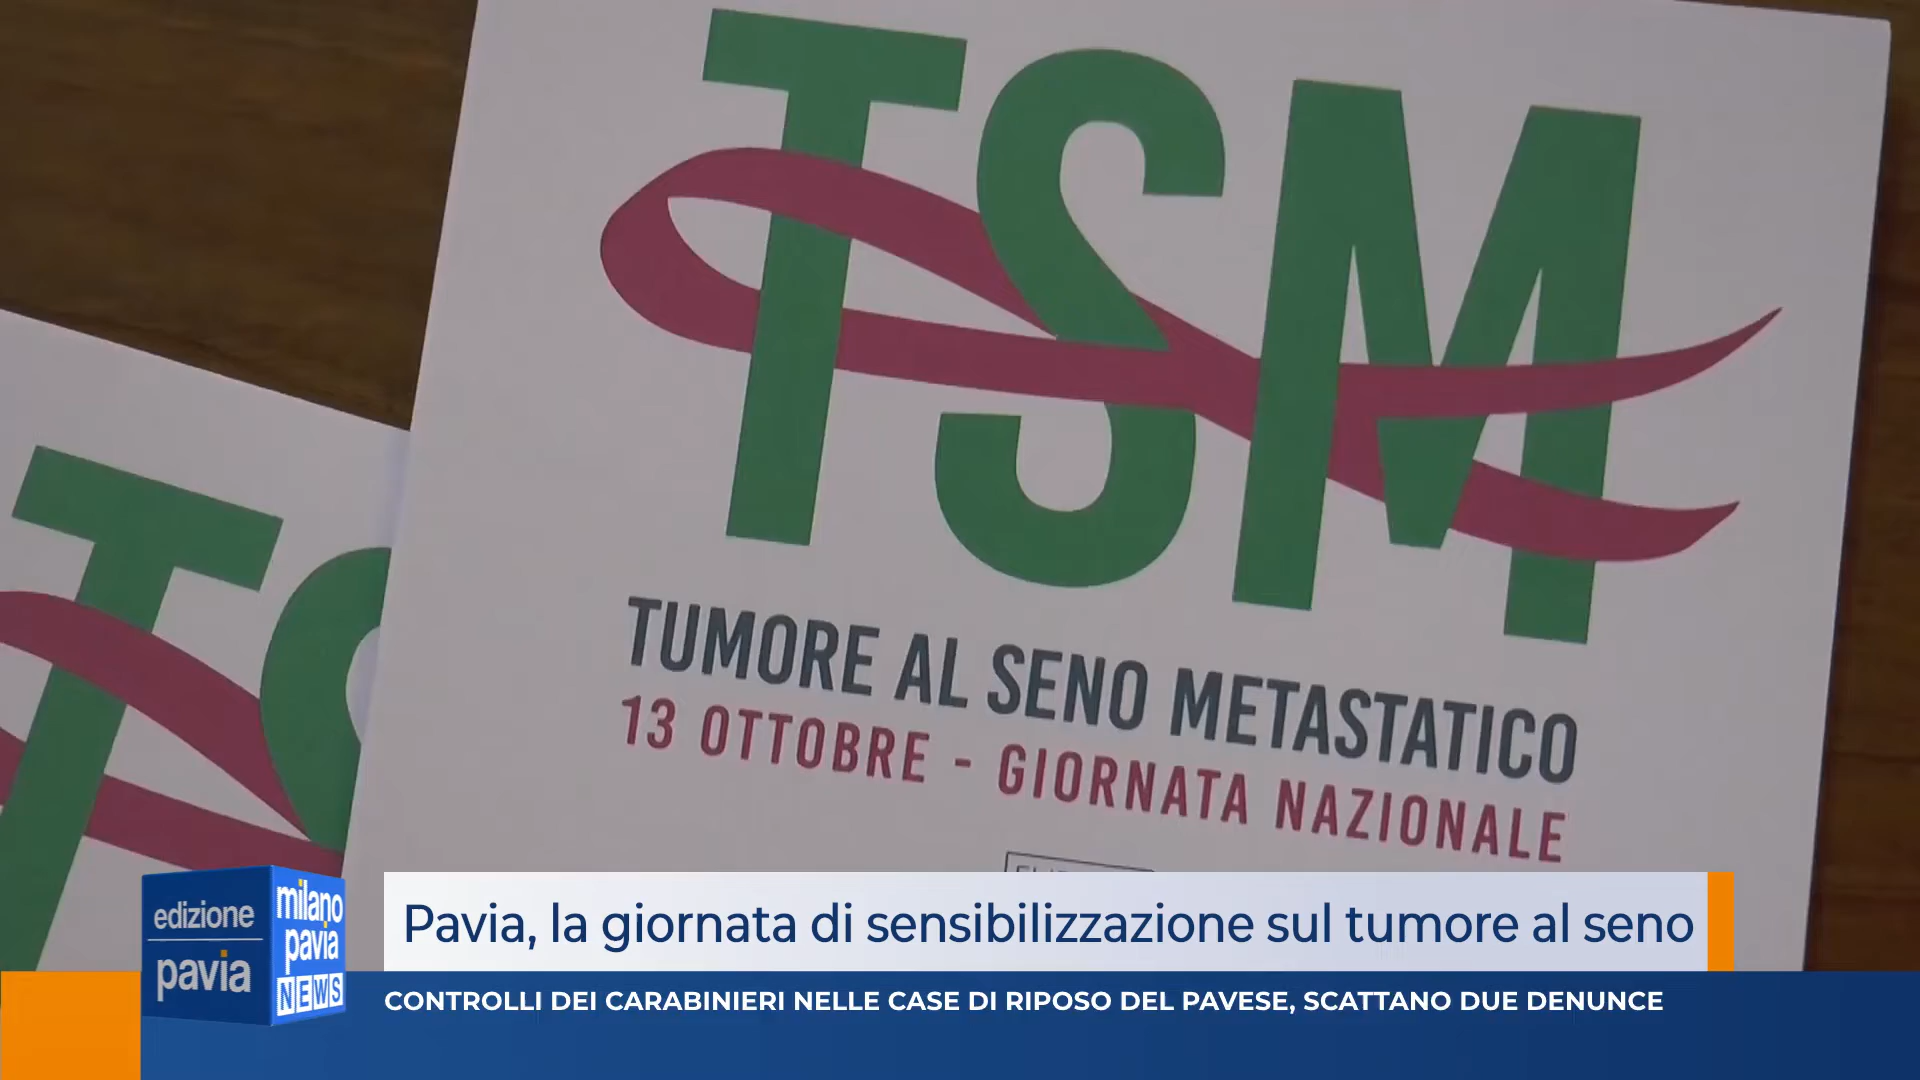 TSM
TUMORE AL SENO METASTATICO
13 OTTOBRE - GIORNATA NAZIONALE
TS
edizione
pavia
milano
pavia
NEWS
Pavia, la giornata di sensibilizzazione sul tumore al seno
CONTROLLI DEI CARABINIERI NELLE CASE DI RIPOSO DEL PAVESE, SCATTANO DUE DENUNCE